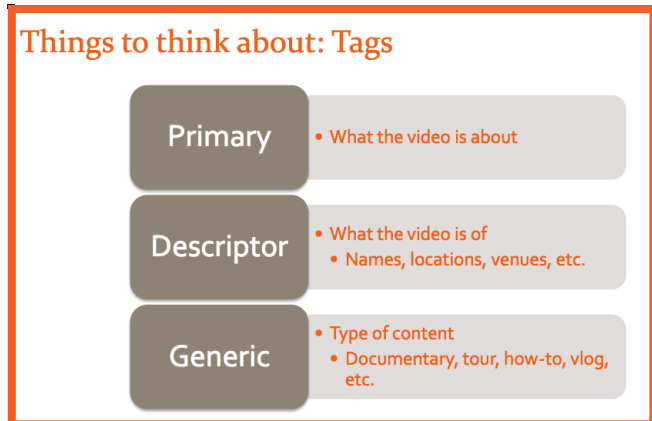 Things to think about: Tags
Primary
• What the video is about
Descriptor
• What the video is of
• Names, locations, venues, etc.
Generic
• Type of content
• Documentary, tour, how-to, vlog,
etc.